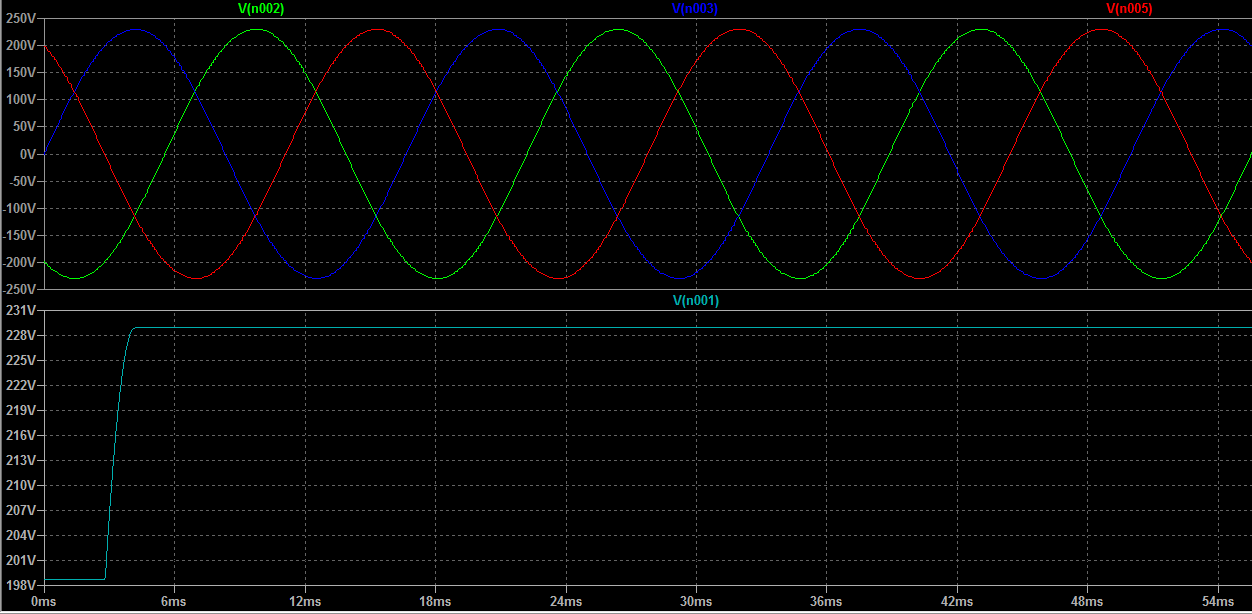 V(n002) V(n003) V(n005)
250V
200V
150V
100V
50V
0V
-50V
-100V
-150V
-200V
-250V
V(n001)
231V
228V
225V
222V
219V
216V
213V
210V
207V
204V
201V
198V
0ms 6ms 12ms 18ms 24ms 30ms 36ms 42ms 48ms 54ms